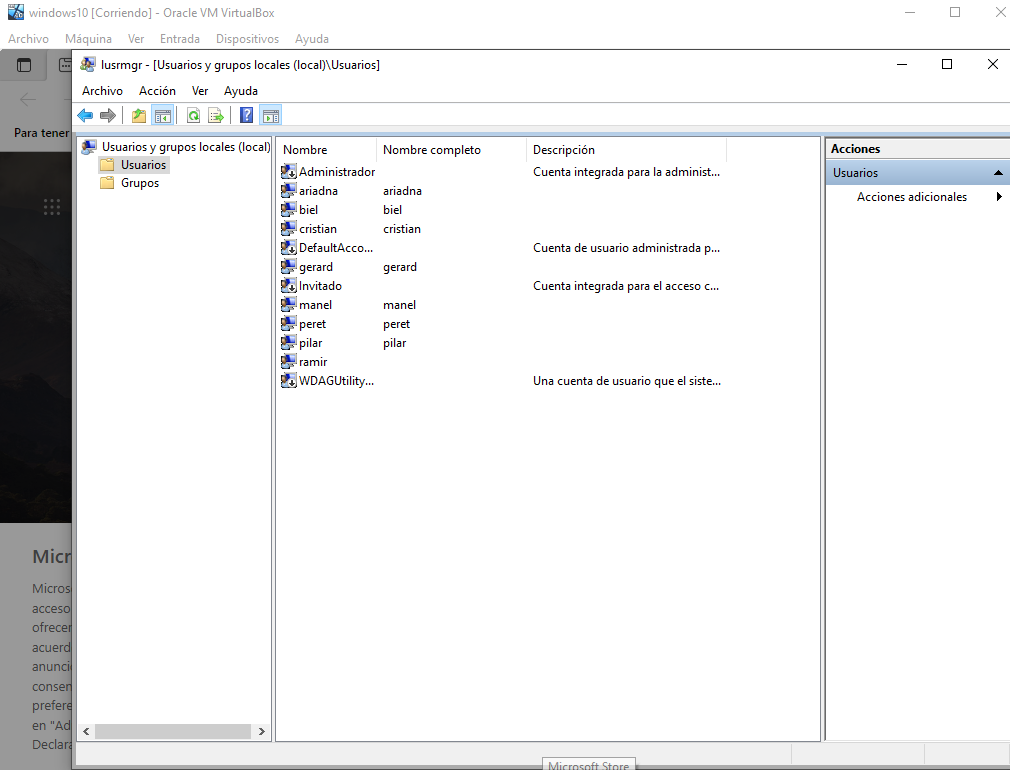 windows10 [Corriendo] - Oracle VM VirtualBox
Archivo Máquina Ver Entrada Dispositivos Ayuda
lusrmgr - [Usuarios y grupos locales (local)\Usuarios]
Archivo Acción Ver Ayuda
Para tener
Usuarios y grupos locales (local)
Usuarios
Grupos
Nombre Nombre completo Descripción
Administrador Cuenta integrada para la administ...
ariadna ariadna
biel biel
cristian cristian
DefaultAcco... Cuenta de usuario administrada p...
gerard gerard
Invitado Cuenta integrada para el acceso c...
manel manel
peret peret
pilar pilar
ramir
WDAGUtility... Una cuenta de usuario que el siste...
Acciones
Usuarios
Acciones adicionales
Micr
Micros
acceso
ofrecer
acuerd
anuncio
consen
prefere
en "Ad
Declara
Microsoft Store